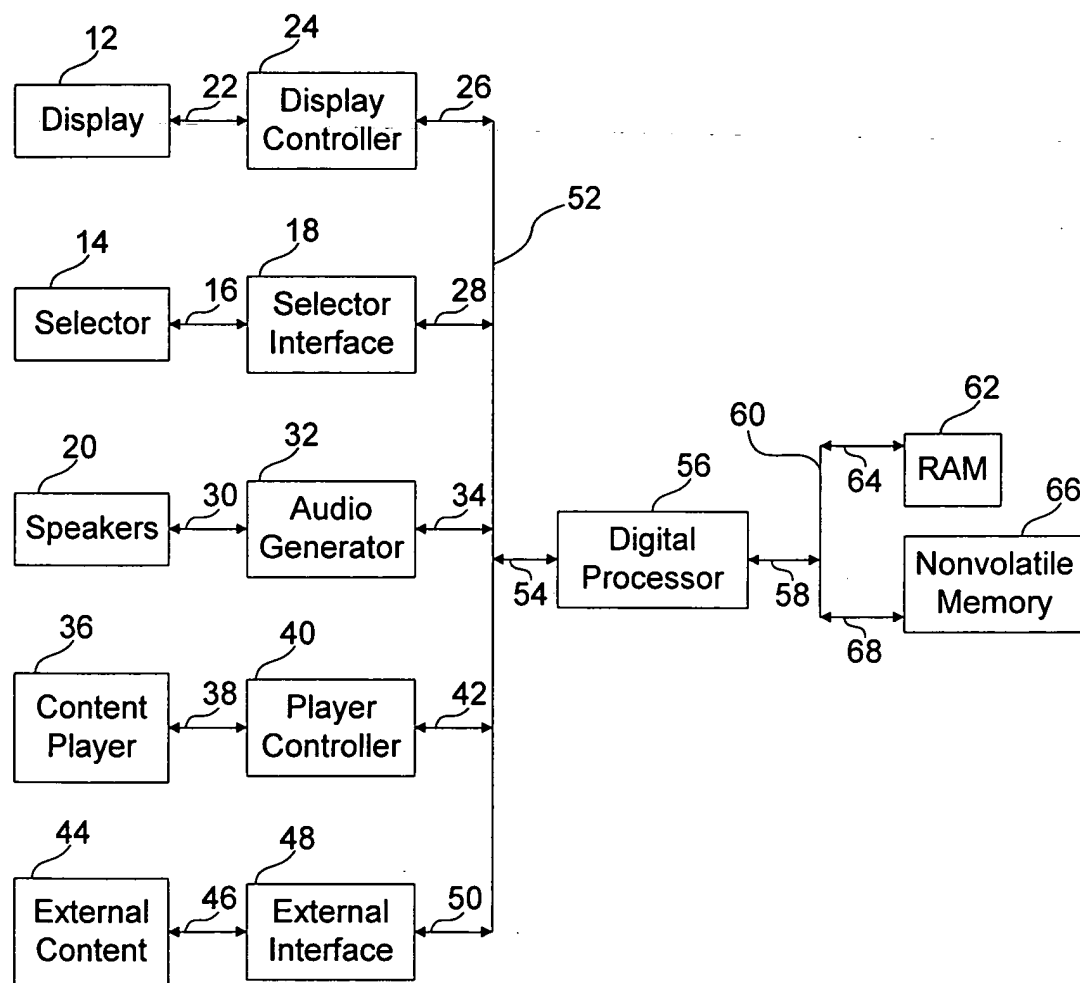 12
24
Display
22
Display
Controller
26
52
14
18
Selector
16
Selector
Interface
28
20
32
Speakers
30
Audio
Generator
34
54
56
Digital
Processor
58
60
62
64
RAM
66
Nonvolatile
Memory
68
36
40
Content
Player
38
Player
Controller
42
44
48
External
Content
46
External
Interface
50